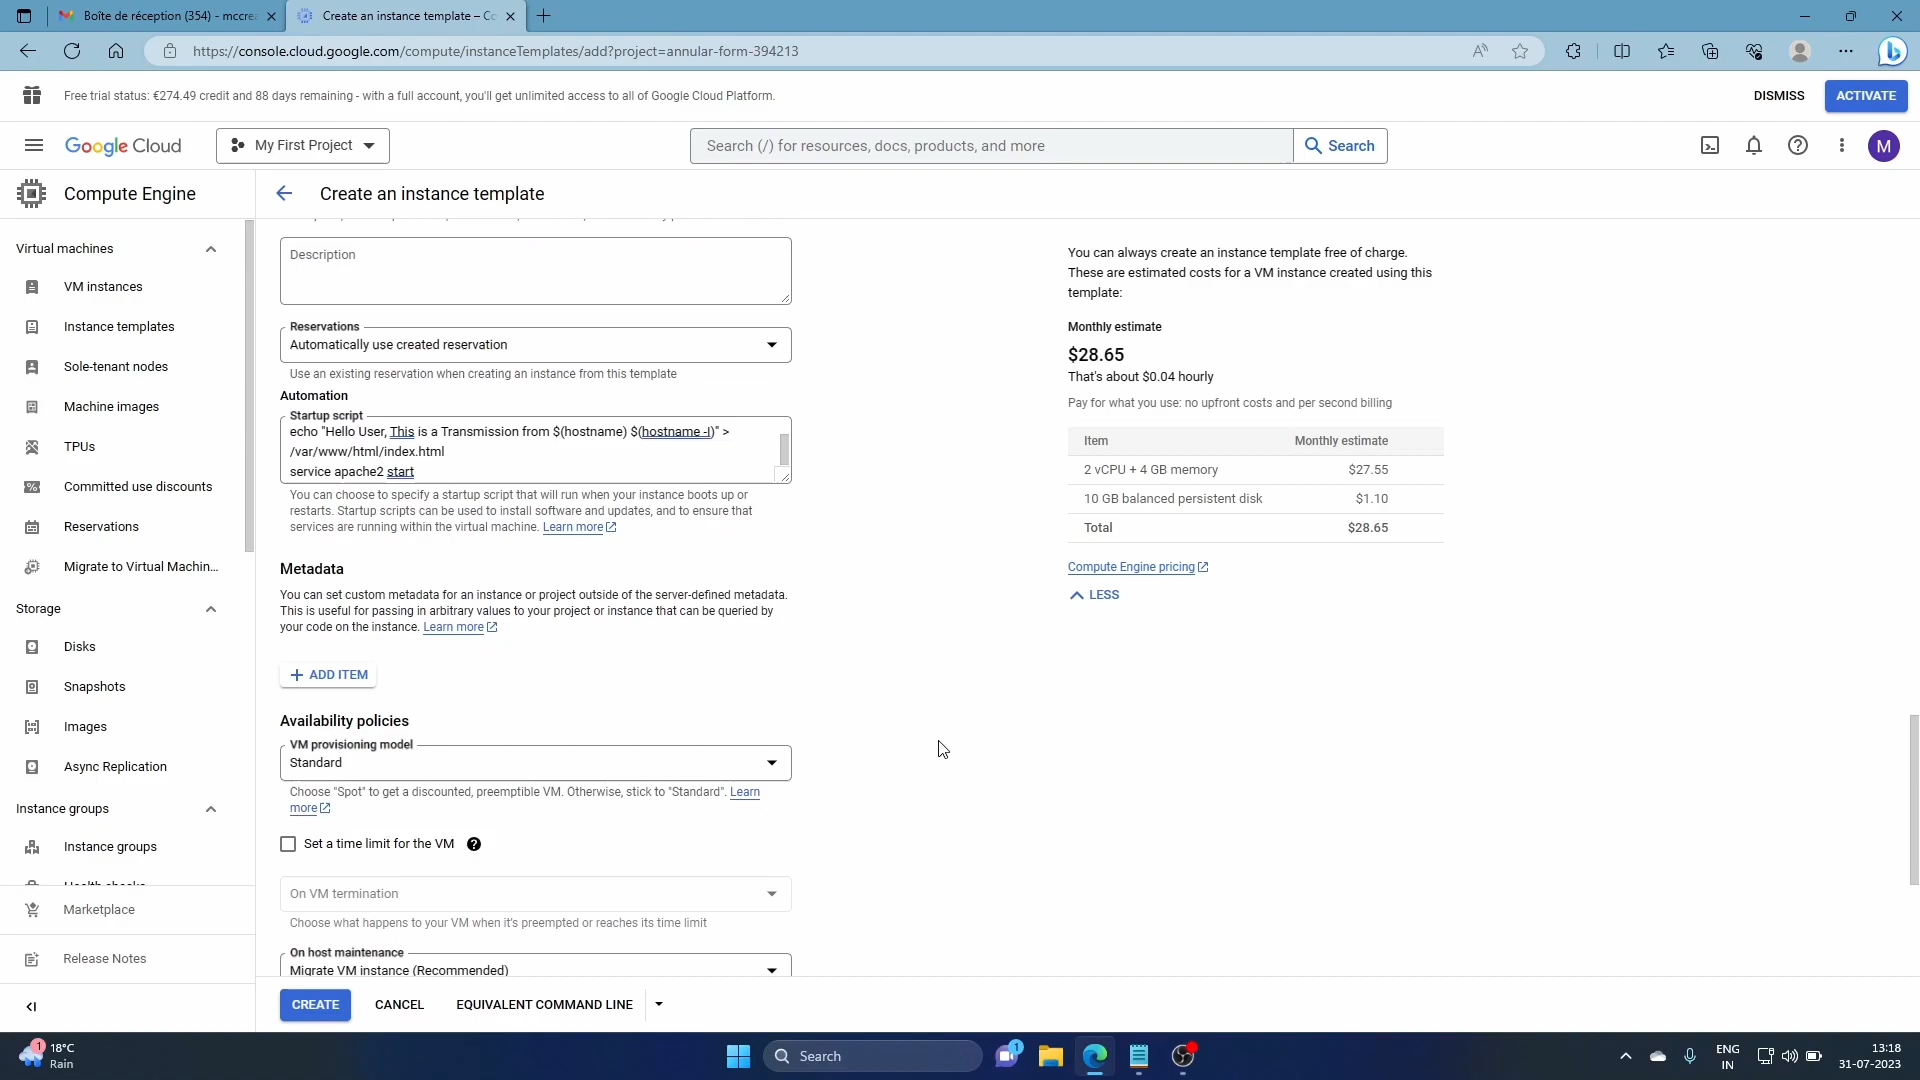 Boîte de réception (354) - mccrea
Create an instance template – Co
https://console.cloud.google.com/compute/instanceTemplates/add?project=annular-form-394213
Free trial status: €274.49 credit and 88 days remaining - with a full account, you'll get unlimited access to all of Google Cloud Platform.
DISMISS
ACTIVATE
Google Cloud
My First Project
Search (/) for resources, docs, products, and more
Search
M
Compute Engine
Create an instance template
Virtual machines
VM instances
Instance templates
Sole-tenant nodes
Machine images
TPUs
Committed use discounts
Reservations
Migrate to Virtual Machin...
Storage
Disks
Snapshots
Images
Async Replication
Instance groups
Instance groups
Health checks
Marketplace
Release Notes
Description
Reservations
Automatically use created reservation
Use an existing reservation when creating an instance from this template
Automation
Startup script
echo "Hello User, This is a Transmission from $(hostname) $(hostname -I)" >
/var/www/html/index.html
service apache2 start
You can choose to specify a startup script that will run when your instance boots up or
restarts. Startup scripts can be used to install software and updates, and to ensure that
services are running within the virtual machine. Learn more
Metadata
You can set custom metadata for an instance or project outside of the server-defined metadata.
This is useful for passing in arbitrary values to your project or instance that can be queried by
your code on the instance. Learn more
ADD ITEM
Availability policies
VM provisioning model
Standard
Choose "Spot" to get a discounted, preemptible VM. Otherwise, stick to "Standard". Learn
more
Set a time limit for the VM
On VM termination
Choose what happens to your VM when it's preempted or reaches its time limit
On host maintenance
Migrate VM instance (Recommended)
CREATE
CANCEL
EQUIVALENT COMMAND LINE
You can always create an instance template free of charge.
These are estimated costs for a VM instance created using this
template:
Monthly estimate
$28.65
That's about $0.04 hourly
Pay for what you use: no upfront costs and per second billing
Item Monthly estimate
2 vCPU + 4 GB memory $27.55
10 GB balanced persistent disk $1.10
Total $28.65
Compute Engine pricing
LESS
1
18°C
Rain
Search
1
ENG
IN
13:18
31-07-2023